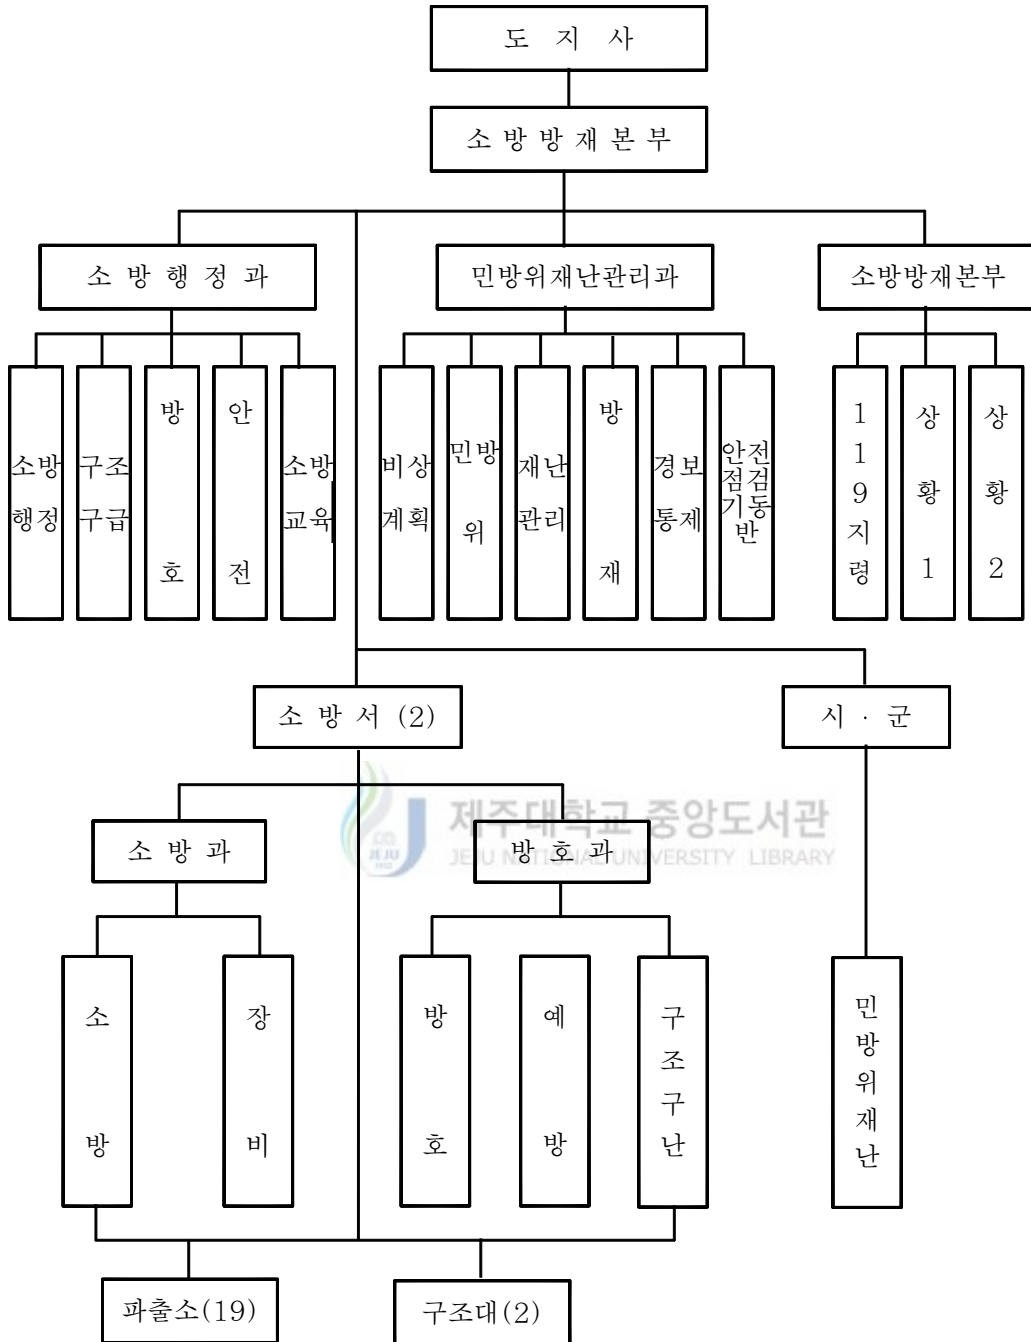 도 지 사
소 방 방 재 본 부
소 방 행 정 과
민방위재난관리과
소방방재본부
소방
행정
구조
구급
방
호
안
전
소방
교육
비상
계획
민방
위
재난
관리
방
재
경보
통제
안전
점검
기동
반
1
1
9
지
령
상
황
1
상
황
2
소 방 서 (2)
시 · 군
제주대학교 중앙도서관
JEJU NATIONAL UNIVERSITY LIBRARY
JEJU
1952
소 방 과
방 호 과
소
방
장
비
방
호
예
방
구
조
구
난
민
방
위
재
난
파출소(19)
구조대(2)